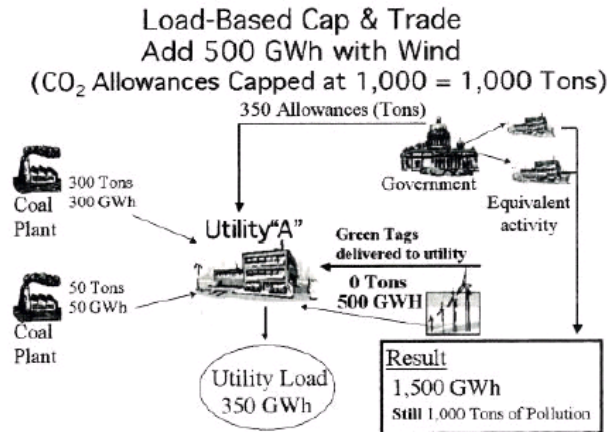 Load-Based Cap & Trade
Add 500 GWh with Wind
(CO₂ Allowances Capped at 1,000 = 1,000 Tons)
350 Allowances (Tons)
Government
Equivalent
activity
300 Tons
300 GWh
Coal
Plant
Utility"A"
Green Tags
delivered to utility
0 Tons
500 GWH
50 Tons
50 GWh
Coal
Plant
Utility Load
350 GWh
Result
1,500 GWh
Still 1,000 Tons of Pollution